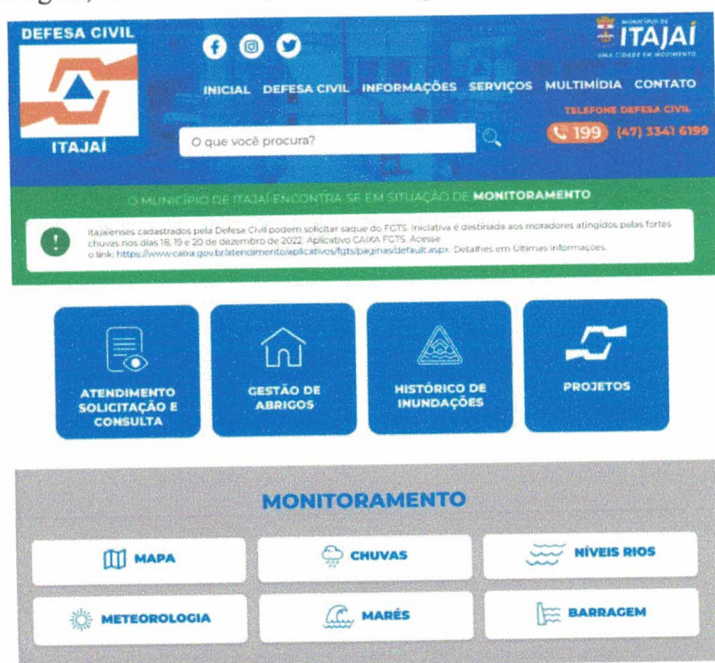 DEFESA CIVIL
ITAJAÍ
MUNICÍPIO DE
ITAJAÍ
UMA CIDADE EM MOVIMENTO
INICIAL DEFESA CIVIL INFORMAÇÕES SERVIÇOS MULTIMÍDIA CONTATO
TELEFONE DEFESA CIVIL
O que você procura?
199 (47) 3341 6199
O MUNICÍPIO DE ITAJAÍ ENCONTRA SE EM SITUAÇÃO DE MONITORAMENTO
Itajaienses cadastrados pela Defesa Civil podem solicitar saque do FGTS. Iniciativa é destinada aos moradores atingidos pelas fortes
chuvas nos dias 18, 19 e 20 de dezembro de 2022. Aplicativo CAIXA FGTS. Acesse
o link: https://www.caixa.gov.br/atendimento/aplicativos/fgts/paginas/default.aspx. Detalhes em Últimas Informações.
ATENDIMENTO
SOLICITAÇÃO E
CONSULTA
GESTÃO DE
ABRIGOS
HISTÓRICO DE
INUNDAÇÕES
PROJETOS
MONITORAMENTO
MAPA
CHUVAS
NÍVEIS RIOS
METEOROLOGIA
MARÉS
BARRAGEM